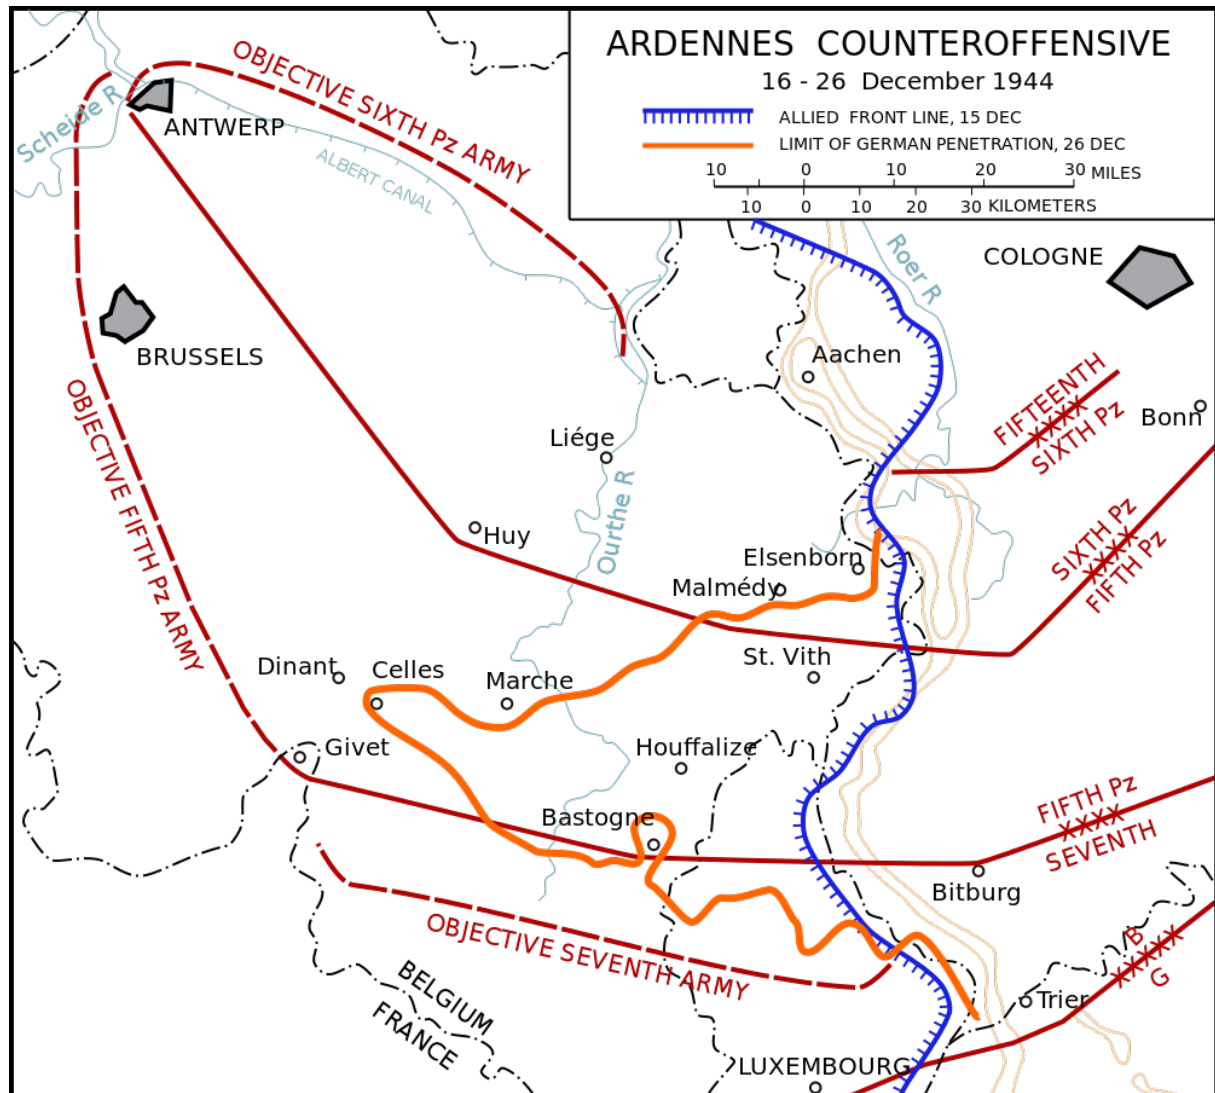 ARDENNES COUNTEROFFENSIVE
16 - 26 December 1944
ALLIED FRONT LINE, 15 DEC
LIMIT OF GERMAN PENETRATION, 26 DEC
10 0 10 20 30 MILES
10 0 10 20 30 KILOMETERS
OBJECTIVE SIXTH Pz ARMY
Scheide R
ANTWERP
ALBERT CANAL
Roer R
COLOGNE
BRUSSELS
Aachen
FIFTEENTH
XXXX
SIXTH Pz
Bonn
OBJECTIVE FIFTH Pz ARMY
Liége
Ourthe R
Huy
SIXTH Pz
XXXX
FIFTH Pz
Elsenborn
Malmédy
St. Vith
Dinant
Celles
Marche
Givet
Houffalize
Bastogne
FIFTH Pz
XXXX
SEVENTH
Bitburg
OBJECTIVE SEVENTH ARMY
B
XXXXX
G
BELGIUM
FRANCE
Trier
LUXEMBOURG